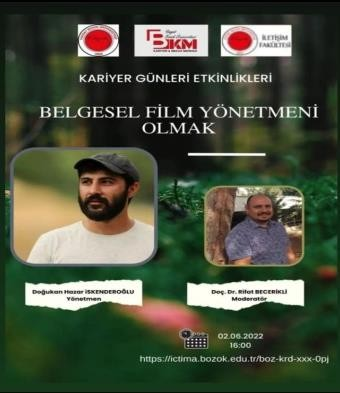 BKM
İLETİŞİM
FAKÜLTESİ
KARİYER GÜNLERİ ETKİNLİKLERİ
BELGESEL FİLM YÖNETMENİ
OLMAK
Doğukan Hazar İSKENDEROĞLU
Yönetmen
Doç. Dr. Rifat BECERİKLİ
Moderatör
02.06.2022
16:00
https://ictima.bozok.edu.tr/boz-krd-xxx-0pj